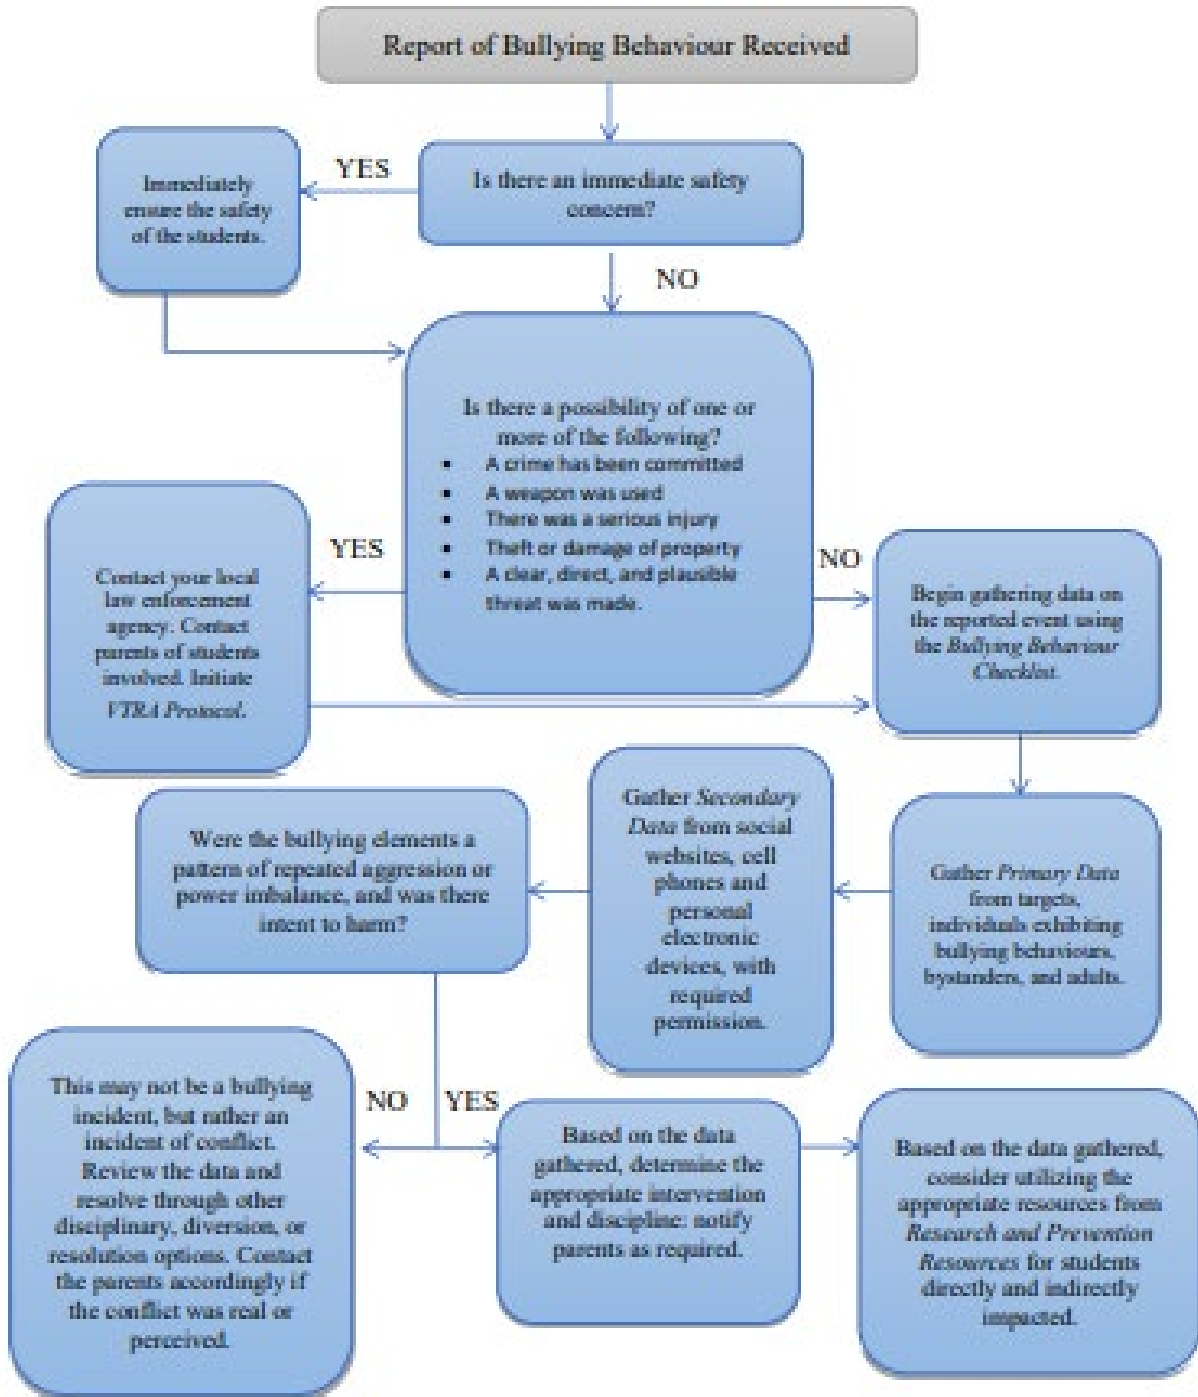 Report of Bullying Behaviour Received
YES
Is there an immediate safety
concern?
Immediately
ensure the safety
of the students.
NO
Is there a possibility of one or
more of the following?
• A crime has been committed
• A weapon was used
• There was a serious injury
• Theft or damage of property
• A clear, direct, and plausible
threat was made.
YES
Contact your local
law enforcement
agency. Contact
parents of students
involved. Initiate
VTRA Protocol.
NO
Begin gathering data on
the reported event using
the Bullying Behaviour
Checklist.
Gather Primary Data
from targets,
individuals exhibiting
bullying behaviours,
bystanders, and adults.
Gather Secondary
Data from social
websites, cell
phones and
personal
electronic
devices, with
required
permission.
Were the bullying elements a
pattern of repeated aggression or
power imbalance, and was there
intent to harm?
NO
YES
This may not be a bullying
incident, but rather an
incident of conflict.
Review the data and
resolve through other
disciplinary, diversion, or
resolution options. Contact
the parents accordingly if
the conflict was real or
perceived.
Based on the data
gathered, determine the
appropriate intervention
and discipline; notify
parents as required.
Based on the data gathered,
consider utilizing the
appropriate resources from
Research and Prevention
Resources for students
directly and indirectly
impacted.